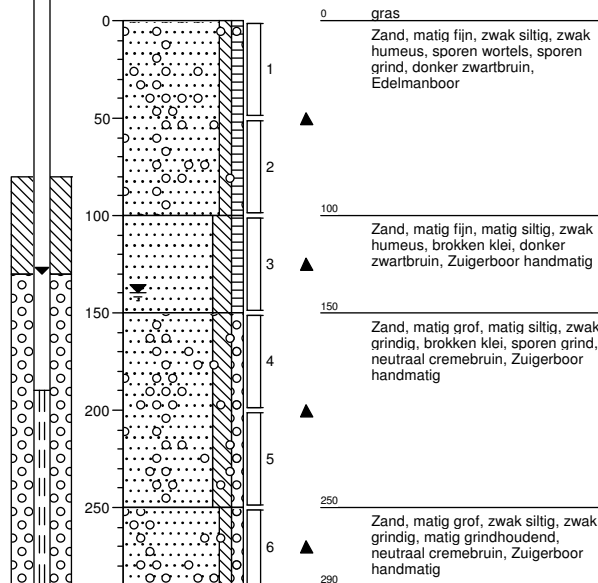 0
50
100
150
200
250
1
2
3
4
5
6
0
gras
Zand, matig fijn, zwak siltig, zwak
humeus, sporen wortels, sporen
grind, donker zwartbruin,
Edelmanboor
100
Zand, matig fijn, matig siltig, zwak
humeus, brokken klei, donker
zwartbruin, Zuigerboor handmatig
150
Zand, matig grof, matig siltig, zwak
grindig, brokken klei, sporen grind,
neutraal cremebruin, Zuigerboor
handmatig
250
Zand, matig grof, zwak siltig, zwak
grindig, matig grindhoudend,
neutraal cremebruin, Zuigerboor
handmatig
290